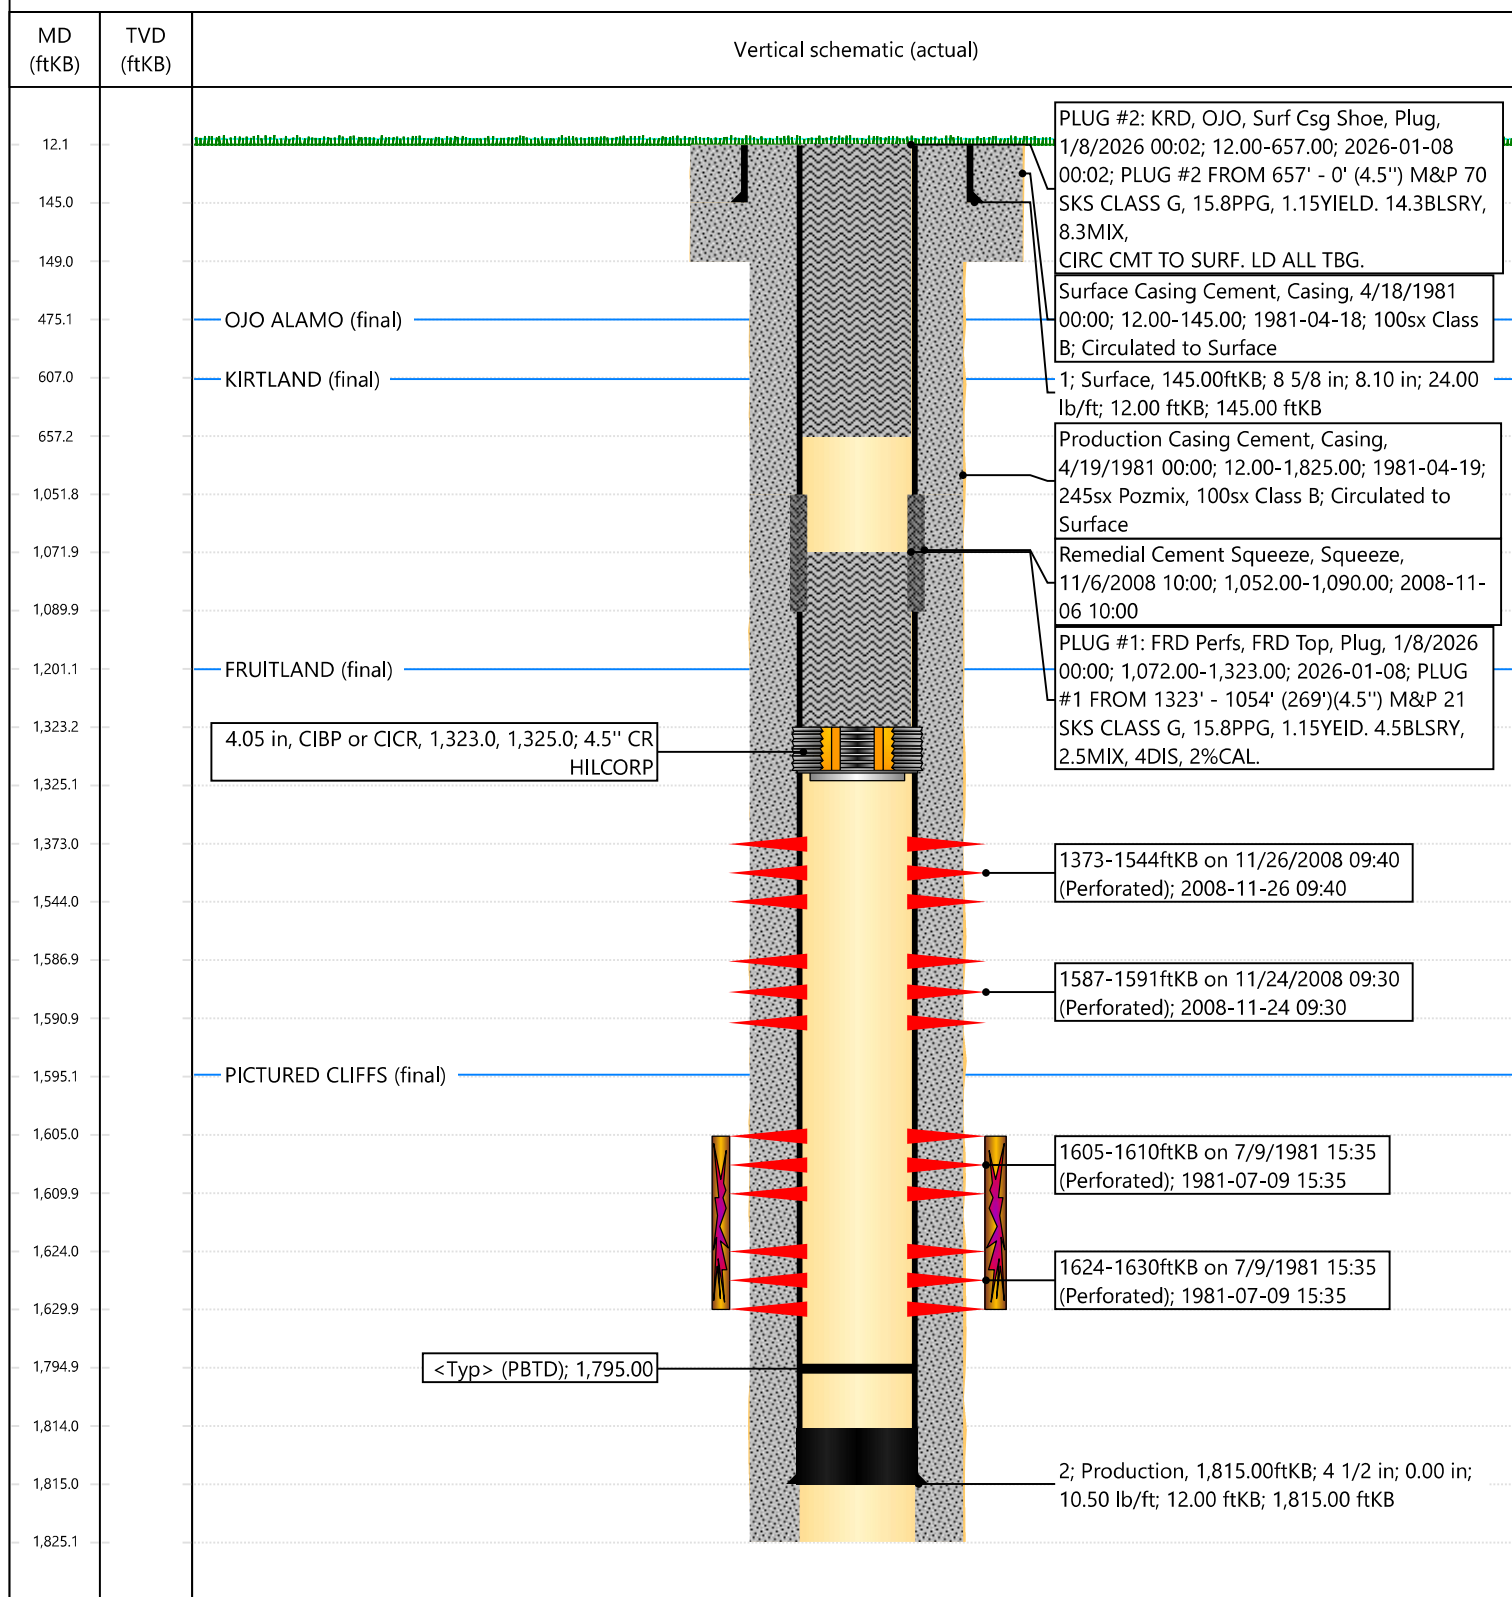 MD
(ftKB)
TVD
(ftKB)
Vertical schematic (actual)
12.1
145.0
149.0
475.1
607.0
657.2
1,051.8
1,071.9
1,089.9
1,201.1
1,323.2
1,325.1
1,373.0
1,544.0
1,586.9
1,590.9
1,595.1
1,605.0
1,609.9
1,624.0
1,629.9
1,794.9
1,814.0
1,815.0
1,825.1
OJO ALAMO (final)
KIRTLAND (final)
FRUITLAND (final)
4.05 in, CIBP or CICR, 1,323.0, 1,325.0; 4.5'' CR
HILCORP
PICTURED CLIFFS (final)
<Typ> (PBTD); 1,795.00
PLUG #2: KRD, OJO, Surf Csg Shoe, Plug,
1/8/2026 00:02; 12.00-657.00; 2026-01-08
00:02; PLUG #2 FROM 657' - 0' (4.5'') M&P 70
SKS CLASS G, 15.8PPG, 1.15YIELD. 14.3BLSRY,
8.3MIX,
CIRC CMT TO SURF. LD ALL TBG.
Surface Casing Cement, Casing, 4/18/1981
00:00; 12.00-145.00; 1981-04-18; 100sx Class
B; Circulated to Surface
1; Surface, 145.00ftKB; 8 5/8 in; 8.10 in; 24.00
lb/ft; 12.00 ftKB; 145.00 ftKB
Production Casing Cement, Casing,
4/19/1981 00:00; 12.00-1,825.00; 1981-04-19;
245sx Pozmix, 100sx Class B; Circulated to
Surface
Remedial Cement Squeeze, Squeeze,
11/6/2008 10:00; 1,052.00-1,090.00; 2008-11-
06 10:00
PLUG #1: FRD Perfs, FRD Top, Plug, 1/8/2026
00:00; 1,072.00-1,323.00; 2026-01-08; PLUG
#1 FROM 1323' - 1054' (269')(4.5'') M&P 21
SKS CLASS G, 15.8PPG, 1.15YEID. 4.5BLSRY,
2.5MIX, 4DIS, 2%CAL.
1373-1544ftKB on 11/26/2008 09:40
(Perforated); 2008-11-26 09:40
1587-1591ftKB on 11/24/2008 09:30
(Perforated); 2008-11-24 09:30
1605-1610ftKB on 7/9/1981 15:35
(Perforated); 1981-07-09 15:35
1624-1630ftKB on 7/9/1981 15:35
(Perforated); 1981-07-09 15:35
2; Production, 1,815.00ftKB; 4 1/2 in; 0.00 in;
10.50 lb/ft; 12.00 ftKB; 1,815.00 ftKB